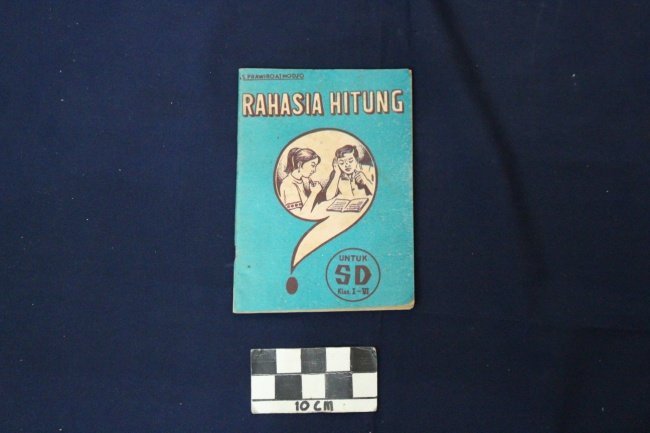 S. PRAWIROATMODJO
RAHASIA HITUNG
UNTUK
SD
Klas. I-VI
10 CM